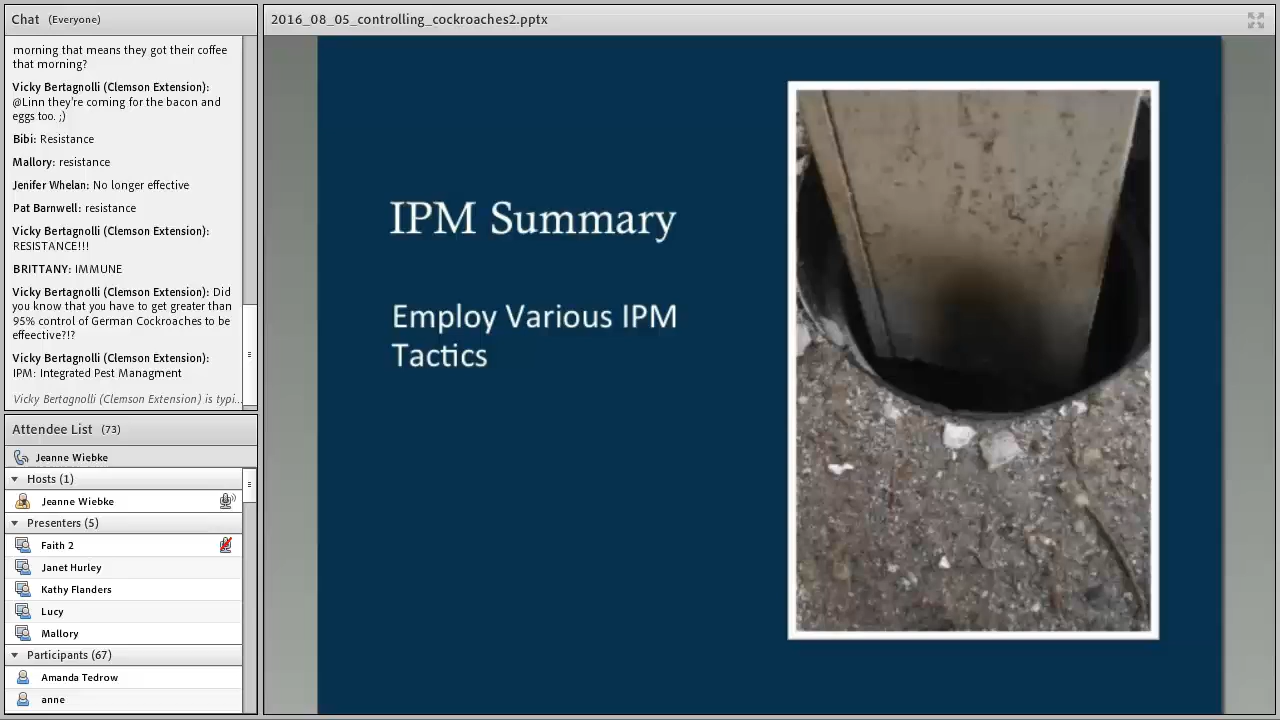 Chat (Everyone)
morning that means they got their coffee
that morning?
Vicky Bertagnolli (Clemson Extension):
@Linn they're coming for the bacon and
eggs too. ;)
Bibi: Resistance
Mallory: resistance
Jenifer Whelan: No longer effective
Pat Barnwell: resistance
Vicky Bertagnolli (Clemson Extension):
RESISTANCE!!!
BRITTANY: IMMUNE
Vicky Bertagnolli (Clemson Extension): Did
you know that you have to get greater than
95% control of German Cockroaches to be
effeective?!?
Vicky Bertagnolli (Clemson Extension):
IPM: Integrated Pest Managment
Vicky Bertagnolli (Clemson Extension) is typi...
Attendee List (73)
Jeanne Wiebke
Hosts (1)
Jeanne Wiebke
Presenters (5)
Faith 2
Janet Hurley
Kathy Flanders
Lucy
Mallory
Participants (67)
Amanda Tedrow
anne
2016_08_05_controlling_cockroaches2.pptx
IPM Summary
Employ Various IPM
Tactics